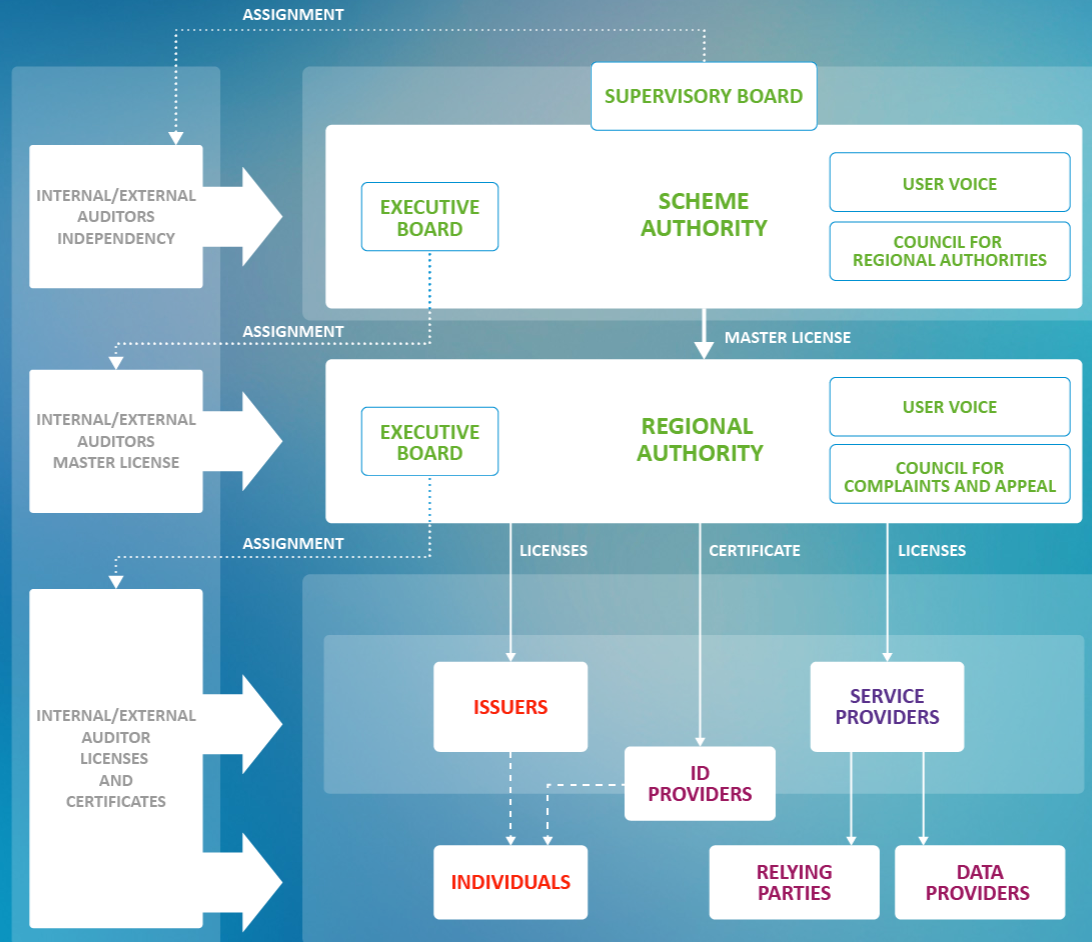 ASSIGNMENT
SUPERVISORY BOARD
INTERNAL/EXTERNAL
AUDITORS
INDEPENDENCY
EXECUTIVE
BOARD
SCHEME
AUTHORITY
USER VOICE
COUNCIL FOR
REGIONAL AUTHORITIES
ASSIGNMENT
MASTER LICENSE
INTERNAL/EXTERNAL
AUDITORS
MASTER LICENSE
EXECUTIVE
BOARD
REGIONAL
AUTHORITY
USER VOICE
COUNCIL FOR
COMPLAINTS AND APPEAL
ASSIGNMENT
LICENSES
CERTIFICATE
LICENSES
INTERNAL/EXTERNAL
AUDITOR
LICENSES
AND
CERTIFICATES
ISSUERS
SERVICE
PROVIDERS
ID
PROVIDERS
INDIVIDUALS
RELYING
PARTIES
DATA
PROVIDERS